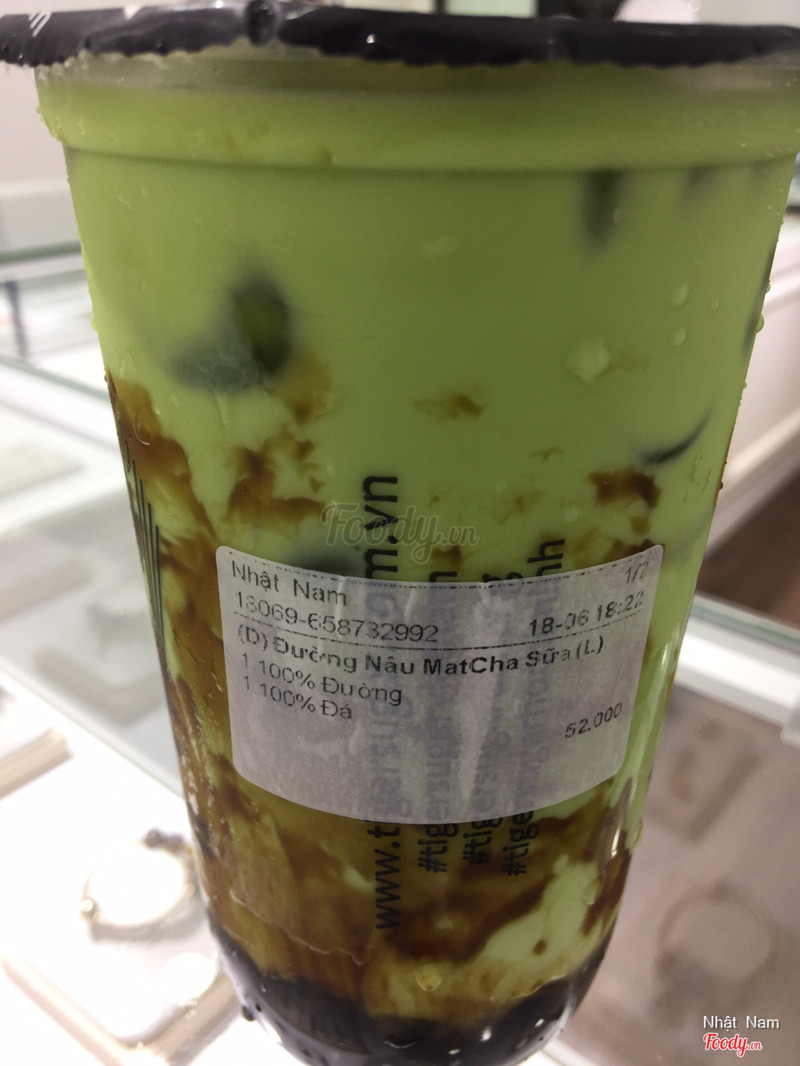 Nhật Nam 1/2
18069-658732992 18-06 18:22
(D) Đường Nâu MatCha Sữa (L)
1 100% Đường
1 100% Đá
52.000
Foody.vn
Nhật Nam
Foody.vn